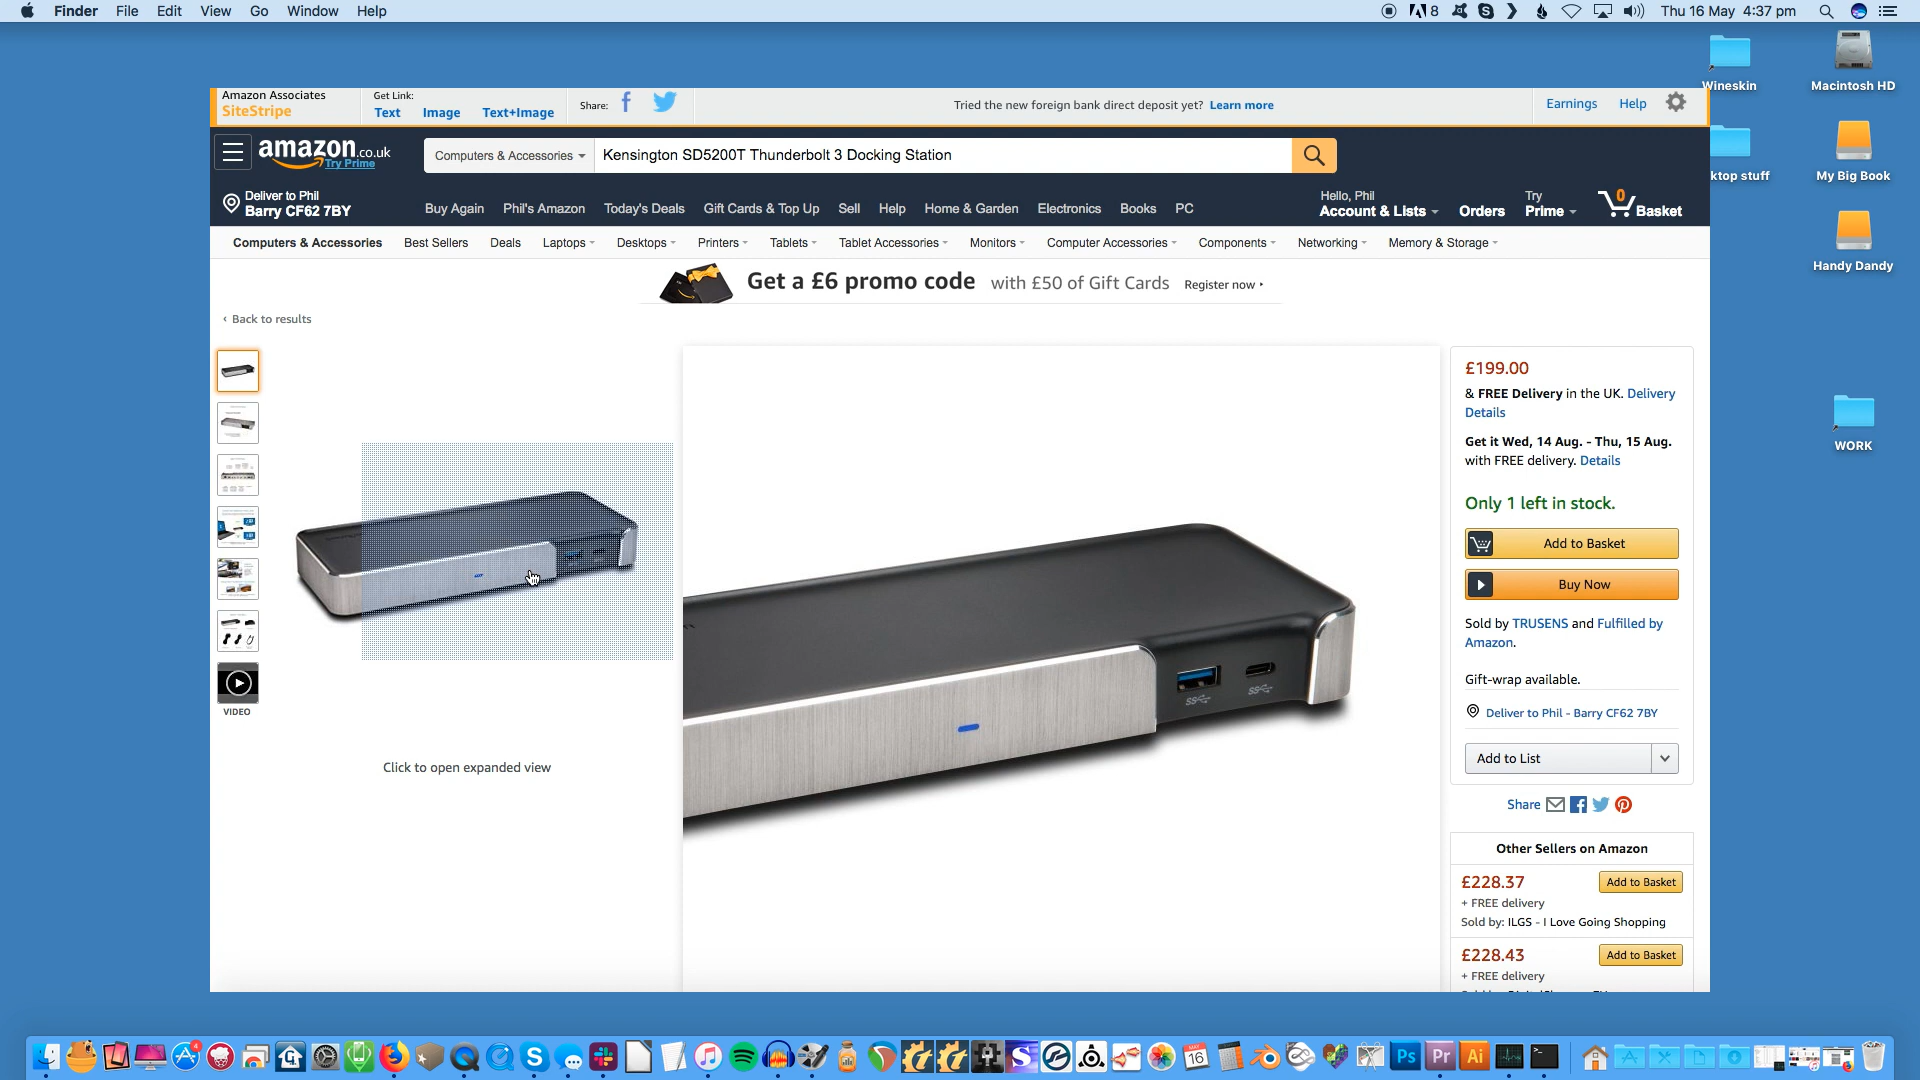 Finder File Edit View Go Window Help
8 Thu 16 May 4:37 pm
Wineskin
Macintosh HD
ktop stuff
My Big Book
Handy Dandy
WORK
Amazon Associates
SiteStripe
Get Link:
Text Image Text+Image
Share:
Tried the new foreign bank direct deposit yet? Learn more
Earnings Help
amazon.co.uk
Try Prime
Computers & Accessories
Kensington SD5200T Thunderbolt 3 Docking Station
Deliver to Phil
Barry CF62 7BY
Buy Again Phil's Amazon Today's Deals Gift Cards & Top Up Sell Help Home & Garden Electronics Books PC
Hello, Phil
Account & Lists
Orders
Try
Prime
0
Basket
Computers & Accessories Best Sellers Deals Laptops Desktops Printers Tablets Tablet Accessories Monitors Computer Accessories Components Networking Memory & Storage
Get a £6 promo code with £50 of Gift Cards Register now
‹ Back to results
VIDEO
Click to open expanded view
SS
SS
£199.00
& FREE Delivery in the UK. Delivery
Details
Get it Wed, 14 Aug. - Thu, 15 Aug.
with FREE delivery. Details
Only 1 left in stock.
Add to Basket
Buy Now
Sold by TRUSENS and Fulfilled by
Amazon.
Gift-wrap available.
Deliver to Phil - Barry CF62 7BY
Add to List
Share
Other Sellers on Amazon
£228.37
Add to Basket
+ FREE delivery
Sold by: ILGS - I Love Going Shopping
£228.43
Add to Basket
+ FREE delivery
4
16
Ps Pr Ai